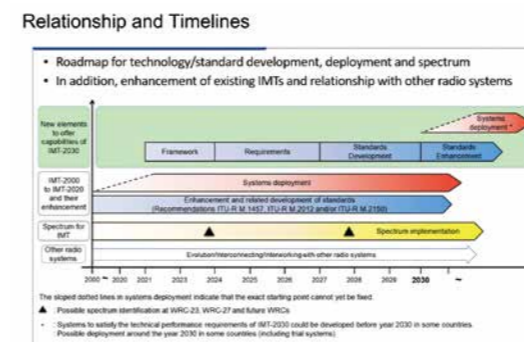 Relationship and Timelines
• Roadmap for technology/standard development, deployment and spectrum
• In addition, enhancement of existing IMTs and relationship with other radio systems
New elements
to offer
capabilities of
IMT-2030
Systems
deployment *
Framework
Requirements
Standards
Development
Standards
Enhancement
IMT-2000
to IMT-2020
and their
enhancement
Systems deployment
Enhancement and related development of standards
(Recommendations ITU-R M.1457, ITU-R M.2012 and/or ITU-R M.2150)
Spectrum for
IMT
Spectrum implementation
Other radio
systems
Evolution/Interconnecting/Interworking with other radio systems
2000 ~ 2020 2021 2023 2024 2025 2026 2027 2028 2029 2030 ~
The sloped dotted lines in systems deployment indicate that the exact starting point cannot yet be fixed.
▲ : Possible spectrum identification at WRC-23, WRC-27 and future WRCs
* : Systems to satisfy the technical performance requirements of IMT-2030 could be developed before year 2030 in some countries.
: Possible deployment around the year 2030 in some countries (including trial systems)